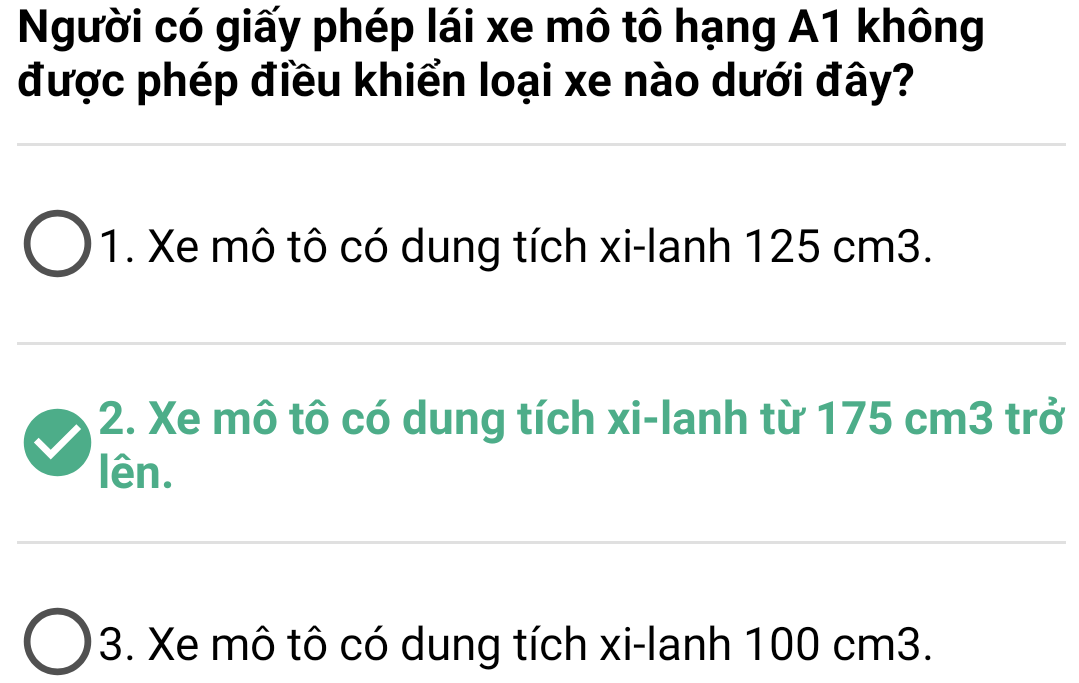 Người có giấy phép lái xe mô tô hạng A1 không
được phép điều khiển loại xe nào dưới đây?
1. Xe mô tô có dung tích xi-lanh 125 cm3.
2. Xe mô tô có dung tích xi-lanh từ 175 cm3 trở
lên.
3. Xe mô tô có dung tích xi-lanh 100 cm3.